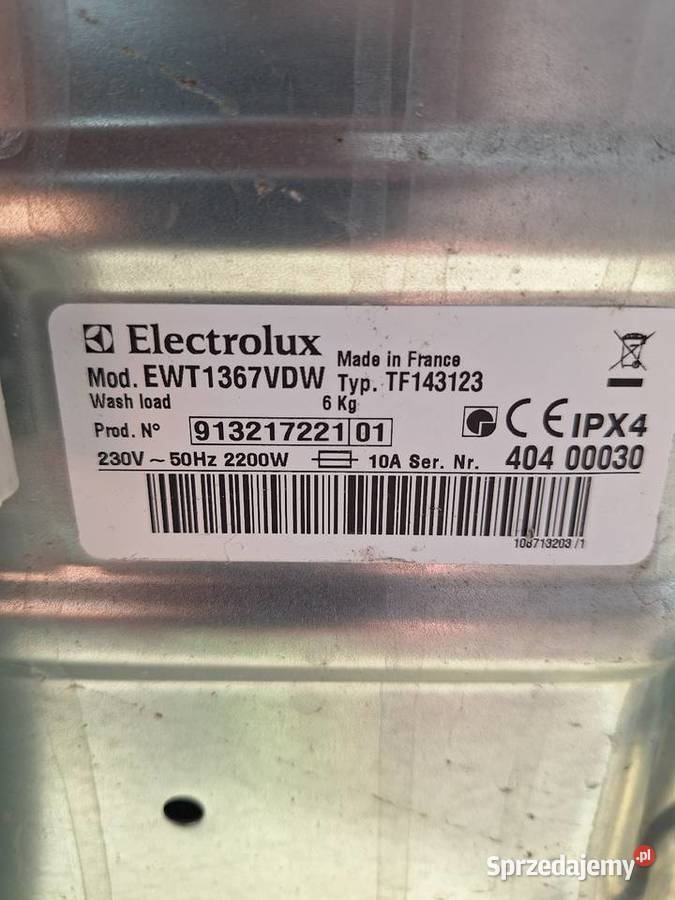 Electrolux Made in France
Mod. EWT1367VDW Typ. TF143123
Wash load 6 Kg
Prod. N° 913217221 01
CE IPX4
230V ~ 50Hz 2200W 10A Ser. Nr. 404 00030
108713203 /1
Sprzedajemy.pl